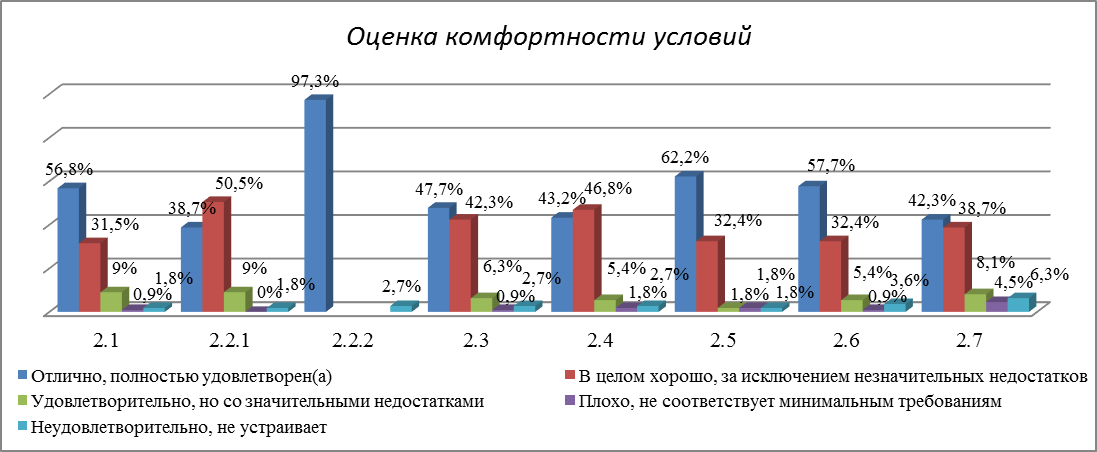 Оценка комфортности условий
56,8% 31,5% 9% 0,9% 1,8%
38,7% 50,5% 9% 0% 1,8%
97,3% 2,7%
47,7% 42,3% 6,3% 0,9% 2,7%
43,2% 46,8% 5,4% 1,8% 2,7%
62,2% 32,4% 1,8% 1,8% 1,8%
57,7% 32,4% 5,4% 0,9% 3,6%
42,3% 38,7% 8,1% 4,5% 6,3%
2.1 2.2.1 2.2.2 2.3 2.4 2.5 2.6 2.7
Отлично, полностью удовлетворен(а)
В целом хорошо, за исключением незначительных недостатков
Удовлетворительно, но со значительными недостатками
Плохо, не соответствует минимальным требованиям
Неудовлетворительно, не устраивает